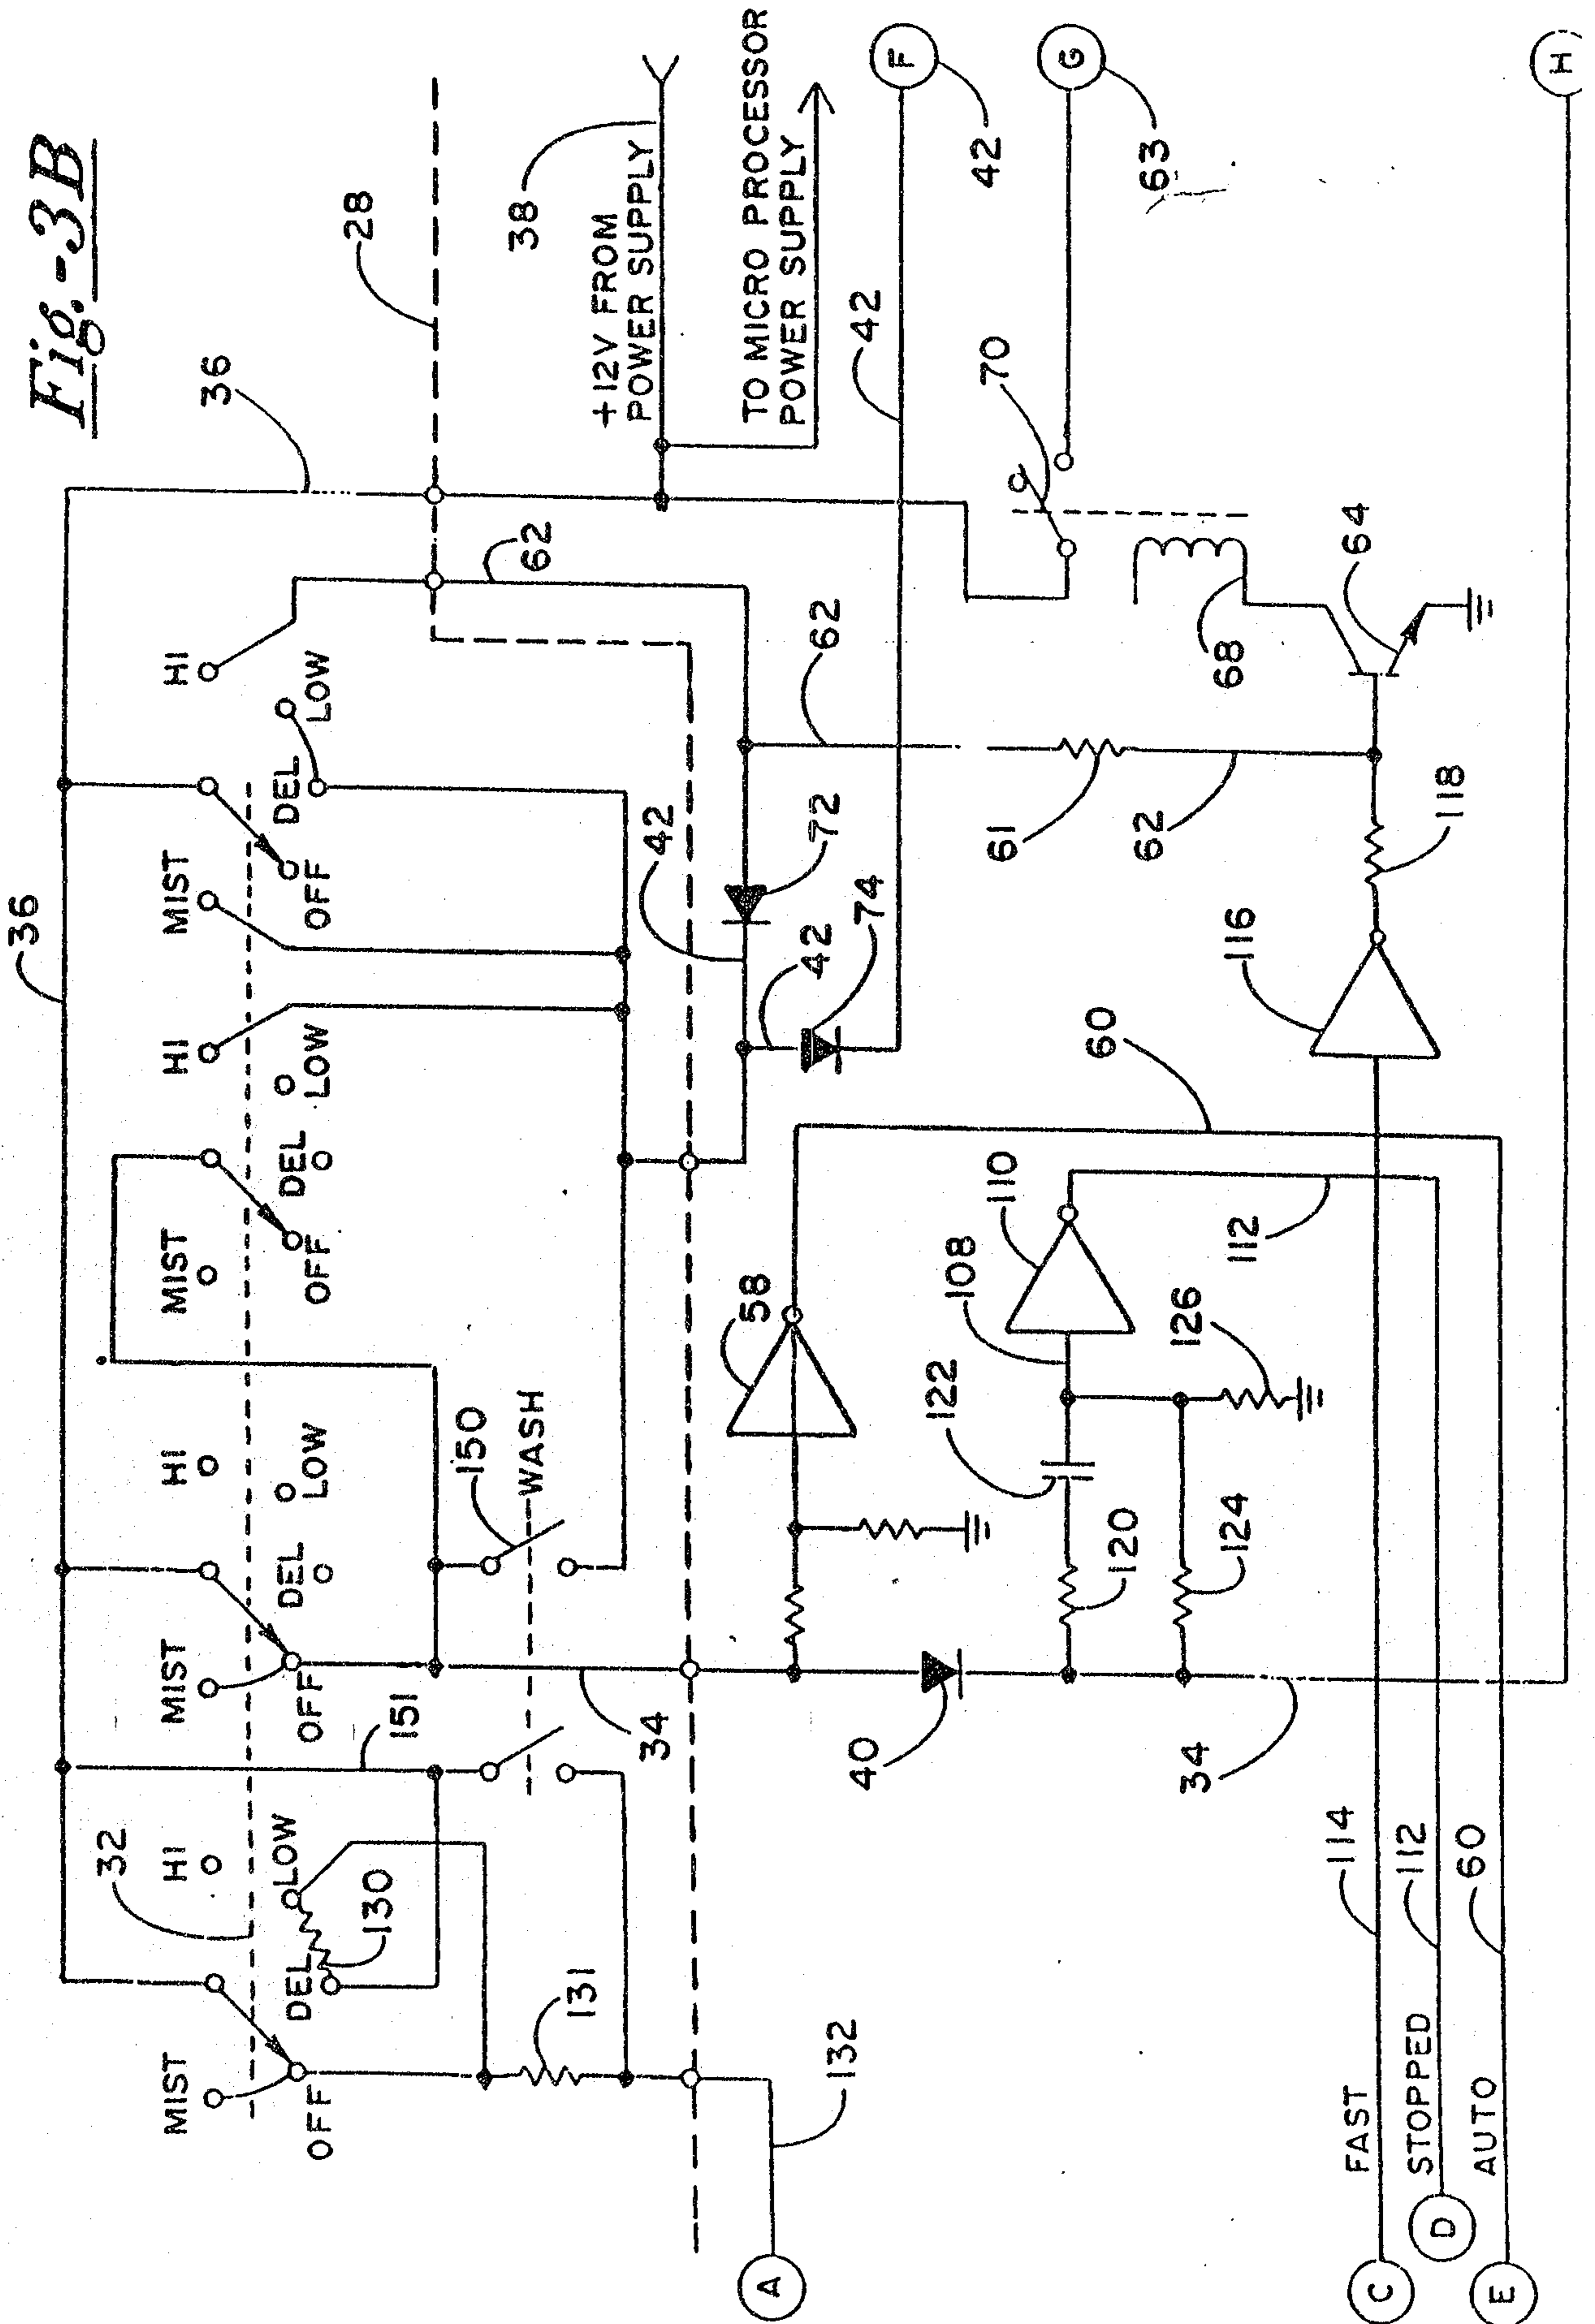 Fig.-3B
36
36
28
32
MIST
HI
MIST
HI
MIST
HI
MIST
HI
OFF
DEL
LOW
OFF
DEL
LOW
OFF
DEL
LOW
OFF
DEL
LOW
130
151
150
WASH
131
34
62
42
+12V FROM
POWER SUPPLY
38
TO MICRO PROCESSOR
POWER SUPPLY
132
A
58
42
74
72
62
42
F
42
40
122
108
110
60
70
G
63
120
124
126
112
61
68
64
34
116
62
118
FAST
114
C
STOPPED
112
D
AUTO
60
E
H